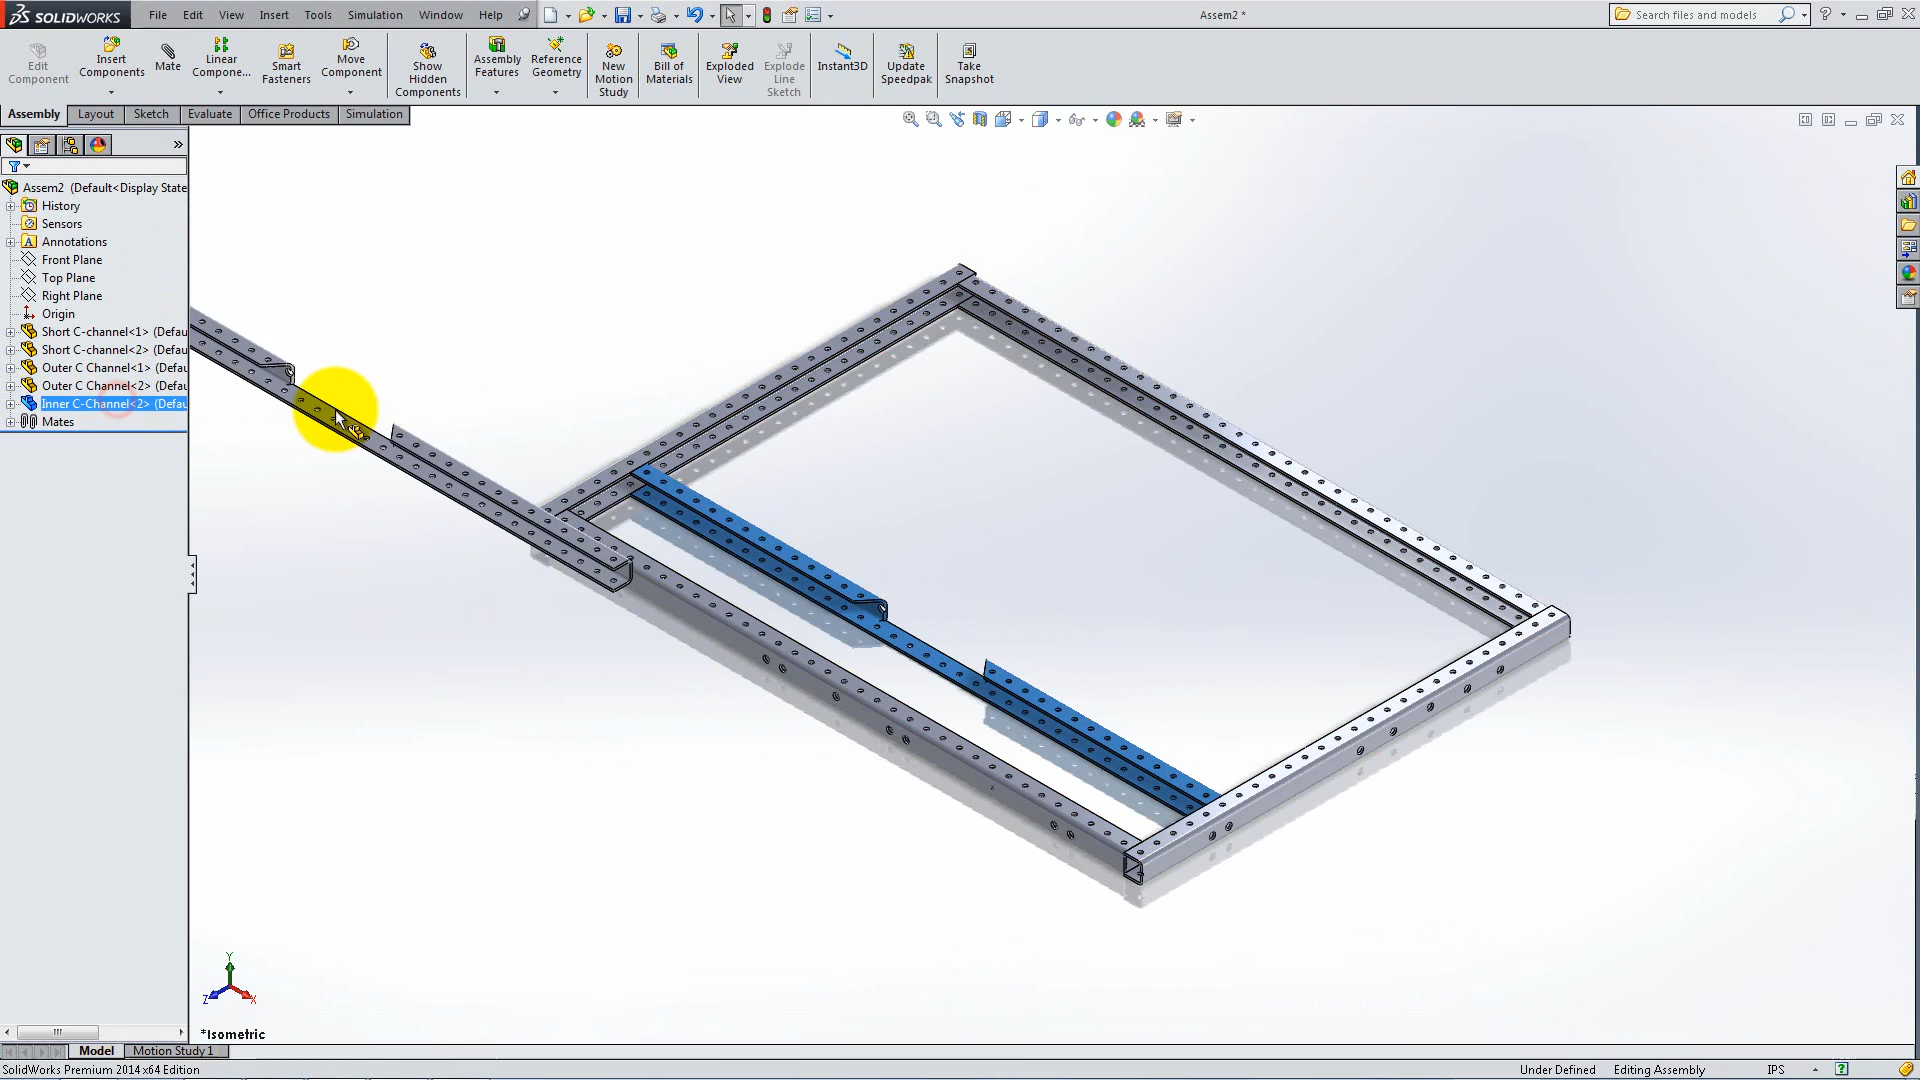 SOLIDWORKS File Edit View Insert Tools Simulation Window Help Assem2 * Search files and models ?
Edit Component
Insert Components
Mate
Linear Compone...
Smart Fasteners
Move Component
Show Hidden Components
Assembly Features
Reference Geometry
New Motion Study
Bill of Materials
Exploded View
Explode Line Sketch
Instant3D
Update Speedpak
Take Snapshot
Assembly Layout Sketch Evaluate Office Products Simulation
Assem2 (Default<Display State
History
Sensors
A Annotations
Front Plane
Top Plane
Right Plane
Origin
Short C-channel<1> (Defau
Short C-channel<2> (Defau
Outer C Channel<1> (Defau
Outer C Channel<2> (Defau
Inner C-Channel<2> (Defau
Mates
Y
Z X
*Isometric
Model Motion Study 1
SolidWorks Premium 2014 x64 Edition Under Defined Editing Assembly IPS ?